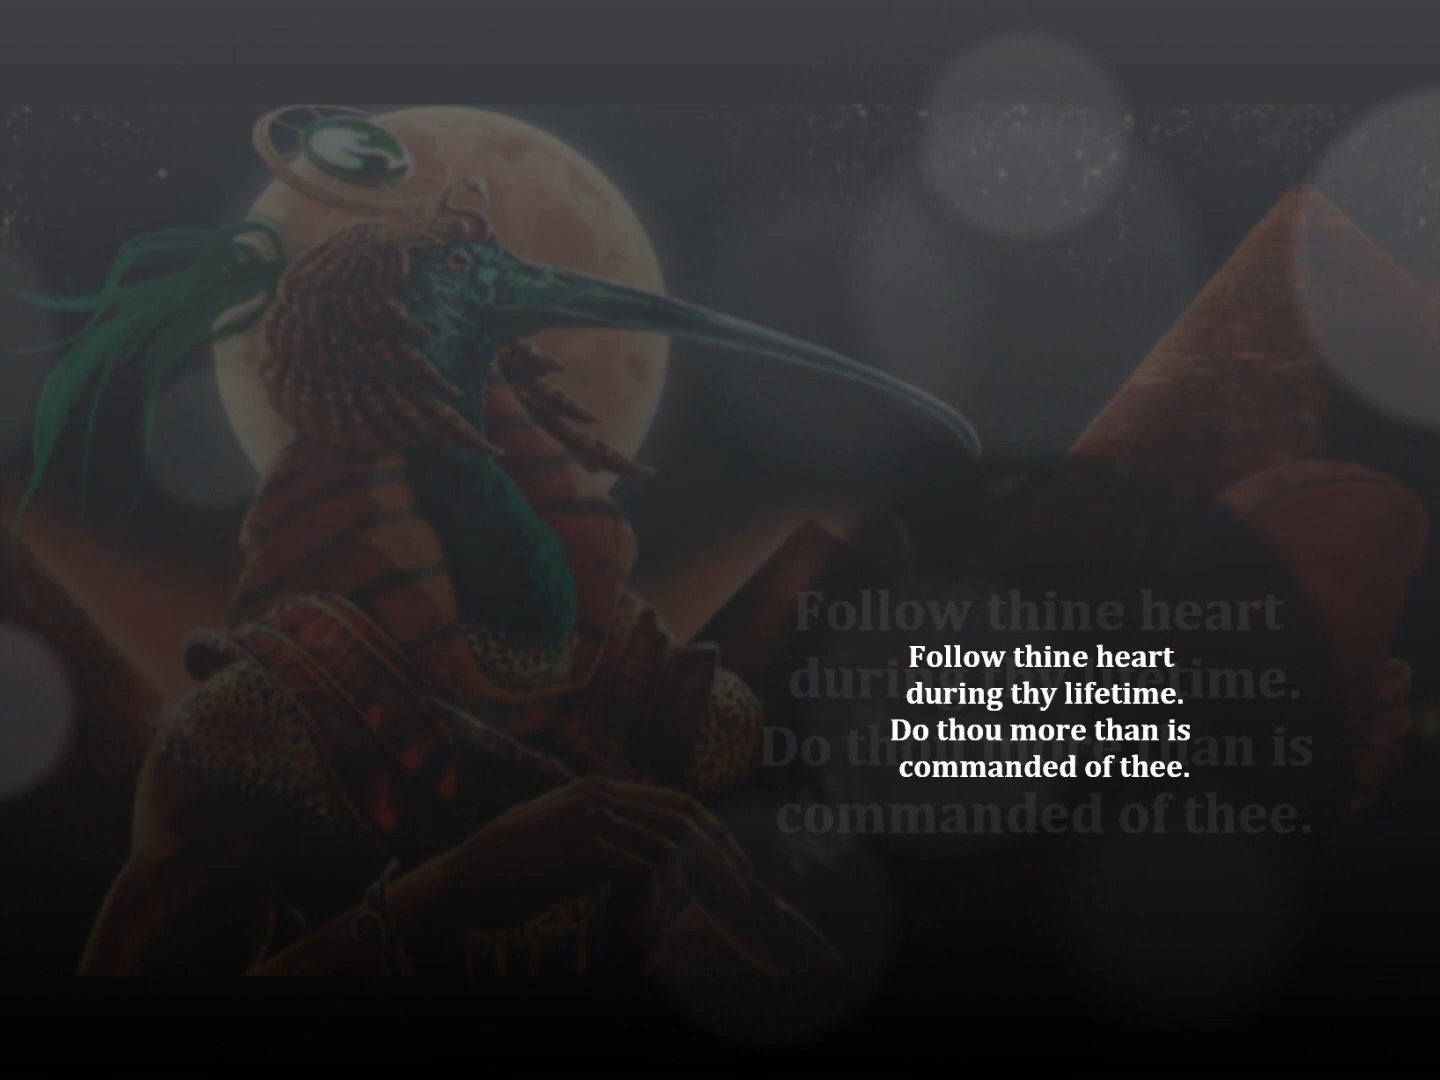 Follow thine heart
during thy lifetime.
Do thou more than is
commanded of thee.